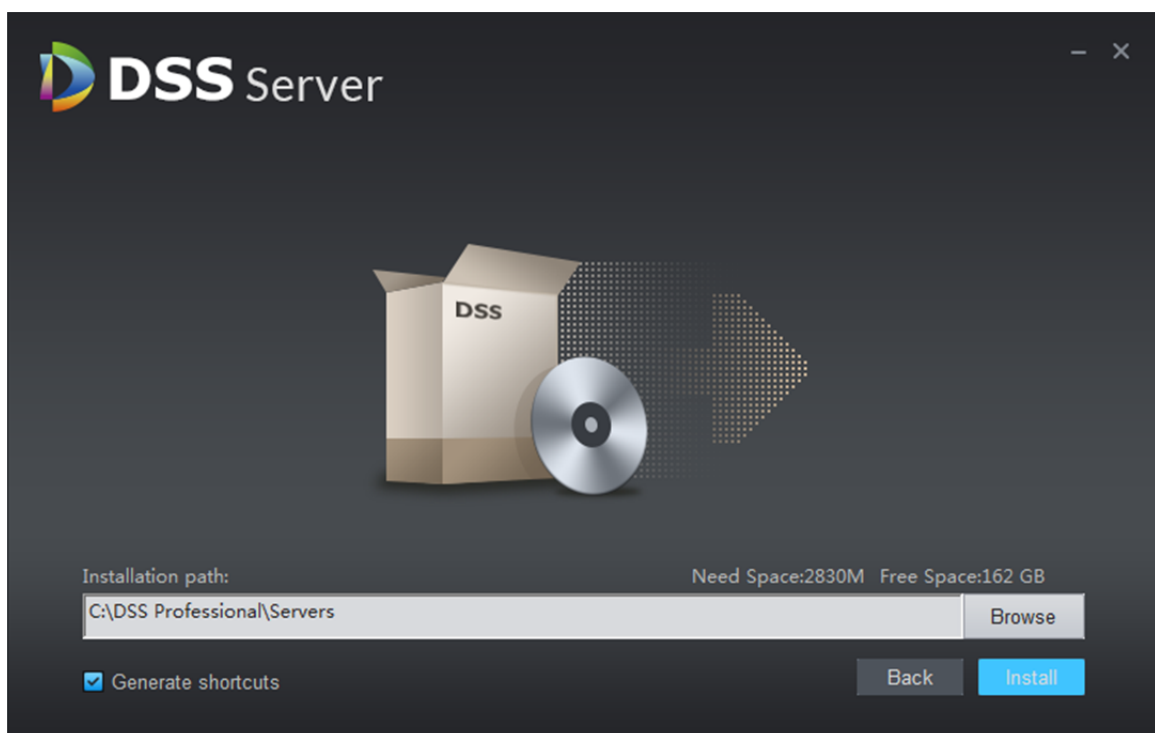 DSS Server
DSS
Installation path:
Need Space:2830M Free Space:162 GB
C:\DSS Professional\Servers
Browse
Generate shortcuts
Back
Install